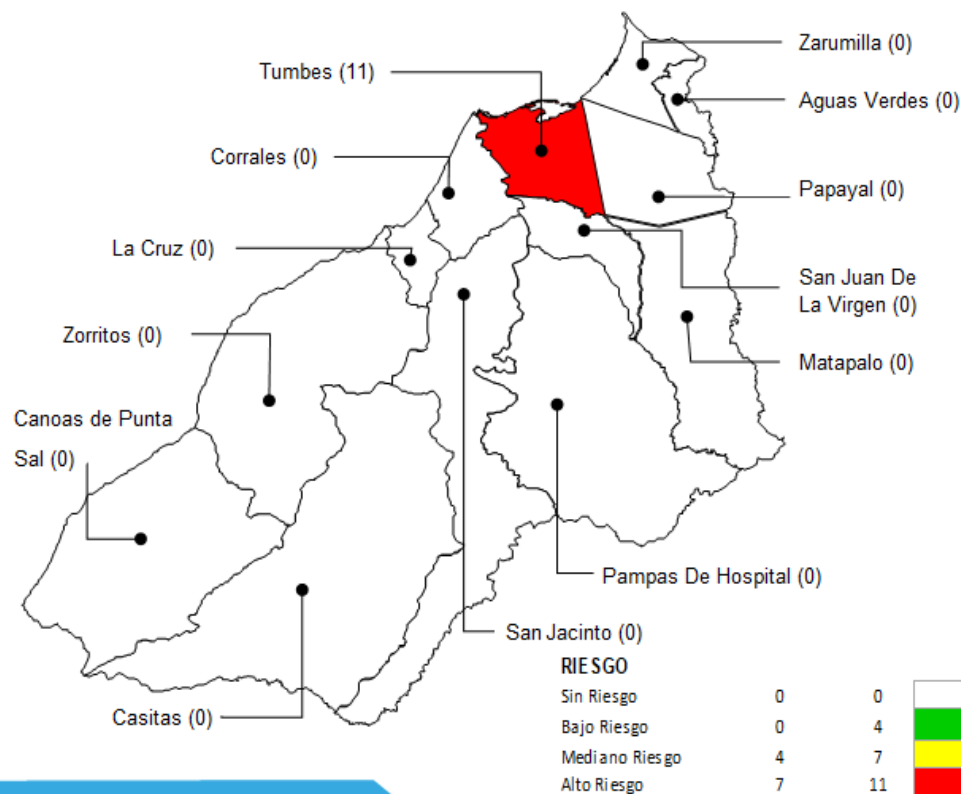 Zarumilla (0)
Tumbes (11)
Aguas Verdes (0)
Corrales (0)
Papayal (0)
La Cruz (0)
San Juan De
La Virgen (0)
Zorritos (0)
Matapalo (0)
Canoas de Punta
Sal (0)
Pampas De Hospital (0)
San Jacinto (0)
Casitas (0)
RIESGO
Sin Riesgo 0 0
Bajo Riesgo 0 4
Mediano Riesgo 4 7
Alto Riesgo 7 11